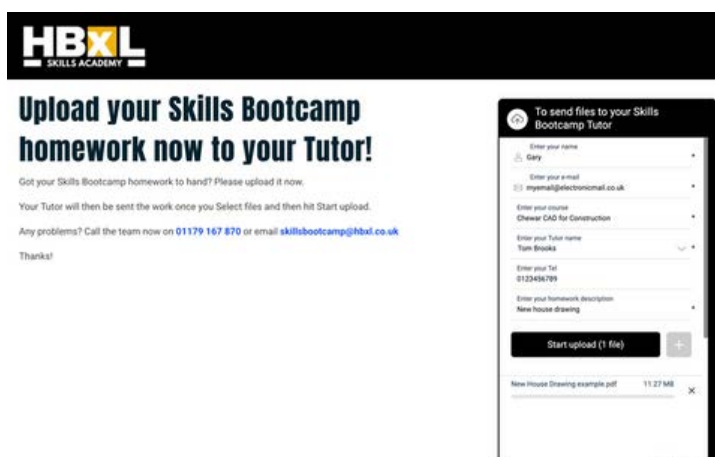 HBXL
SKILLS ACADEMY
Upload your Skills Bootcamp
homework now to your Tutor!
Got your Skills Bootcamp homework to hand? Please upload it now.
Your Tutor will then be sent the work once you Select files and then hit Start upload.
Any problems? Call the team now on 01179 167 870 or email skillsbootcamp@hbxl.co.uk
Thanks!
To send files to your Skills
Bootcamp Tutor
Enter your name
Gary
Enter your e-mail
myemail@electronicmail.co.uk
Enter your course
Chewar CAD for Construction
Enter your Tutor name
Tom Brooks
Enter your Tel
0123456789
Enter your homework description
New house drawing
Start upload (1 file)
New House Drawing example.pdf 11.27 MB